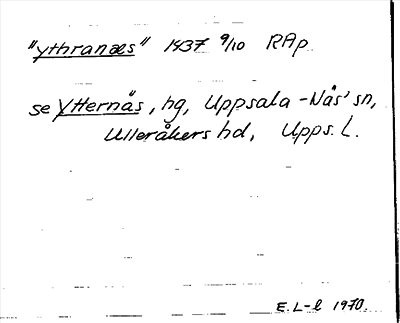 "ythranæs" 1437 9/10 RAp.
se Ytternäs, hg, Uppsala-Näs' sn,
Ulleråkers hd, Upps. L.
E. L-l 1970.